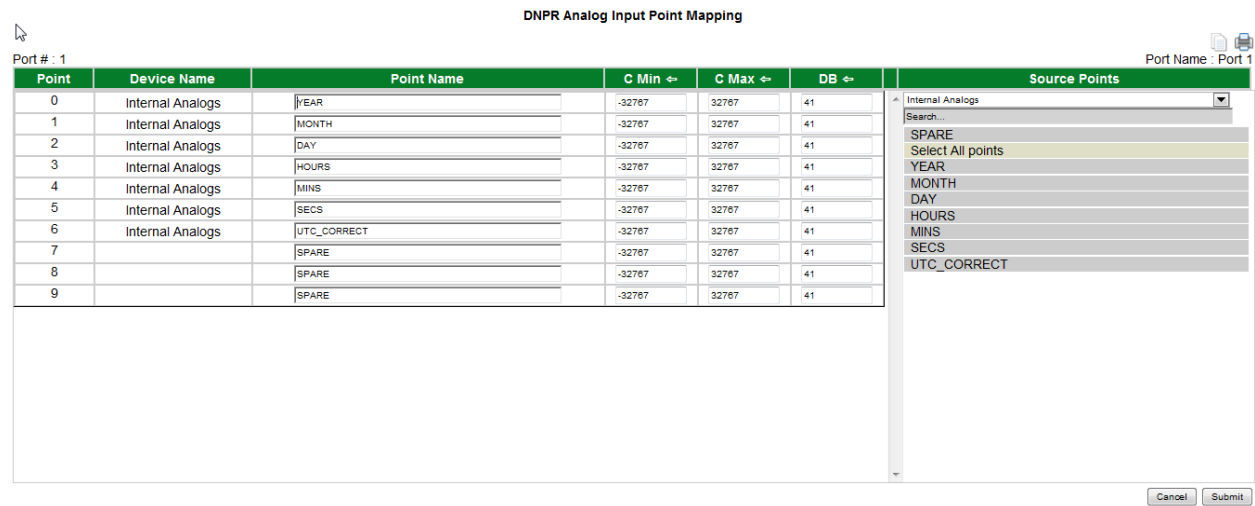 DNPR Analog Input Point Mapping
Port # : 1
Port Name : Port 1
Point Device Name Point Name C Min ⇦ C Max ⇦ DB ⇦ Source Points
0 Internal Analogs YEAR -32767 32767 41
1 Internal Analogs MONTH -32767 32767 41
2 Internal Analogs DAY -32767 32767 41
3 Internal Analogs HOURS -32767 32767 41
4 Internal Analogs MINS -32767 32767 41
5 Internal Analogs SECS -32767 32767 41
6 Internal Analogs UTC_CORRECT -32767 32767 41
7 SPARE -32767 32767 41
8 SPARE -32767 32767 41
9 SPARE -32767 32767 41
Internal Analogs
Search...
SPARE
Select All points
YEAR
MONTH
DAY
HOURS
MINS
SECS
UTC_CORRECT
Cancel Submit